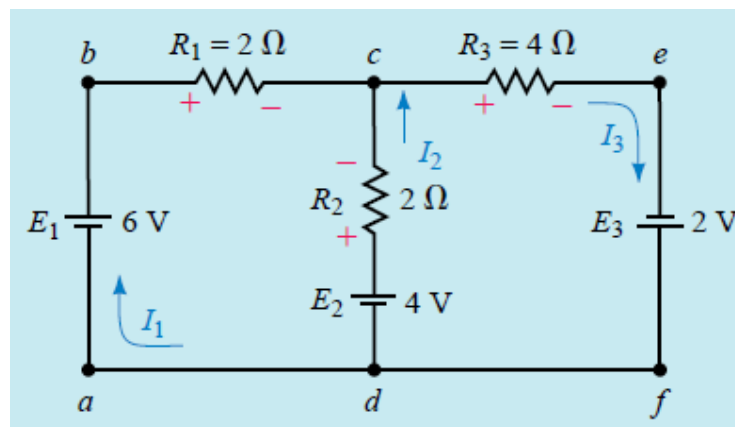 b R₁ = 2 Ω c R₃ = 4 Ω e
+ − + −
I₂ I₃
−
E₁ 6 V R₂ 2 Ω E₃ 2 V
+
E₂ 4 V
I₁
a d f